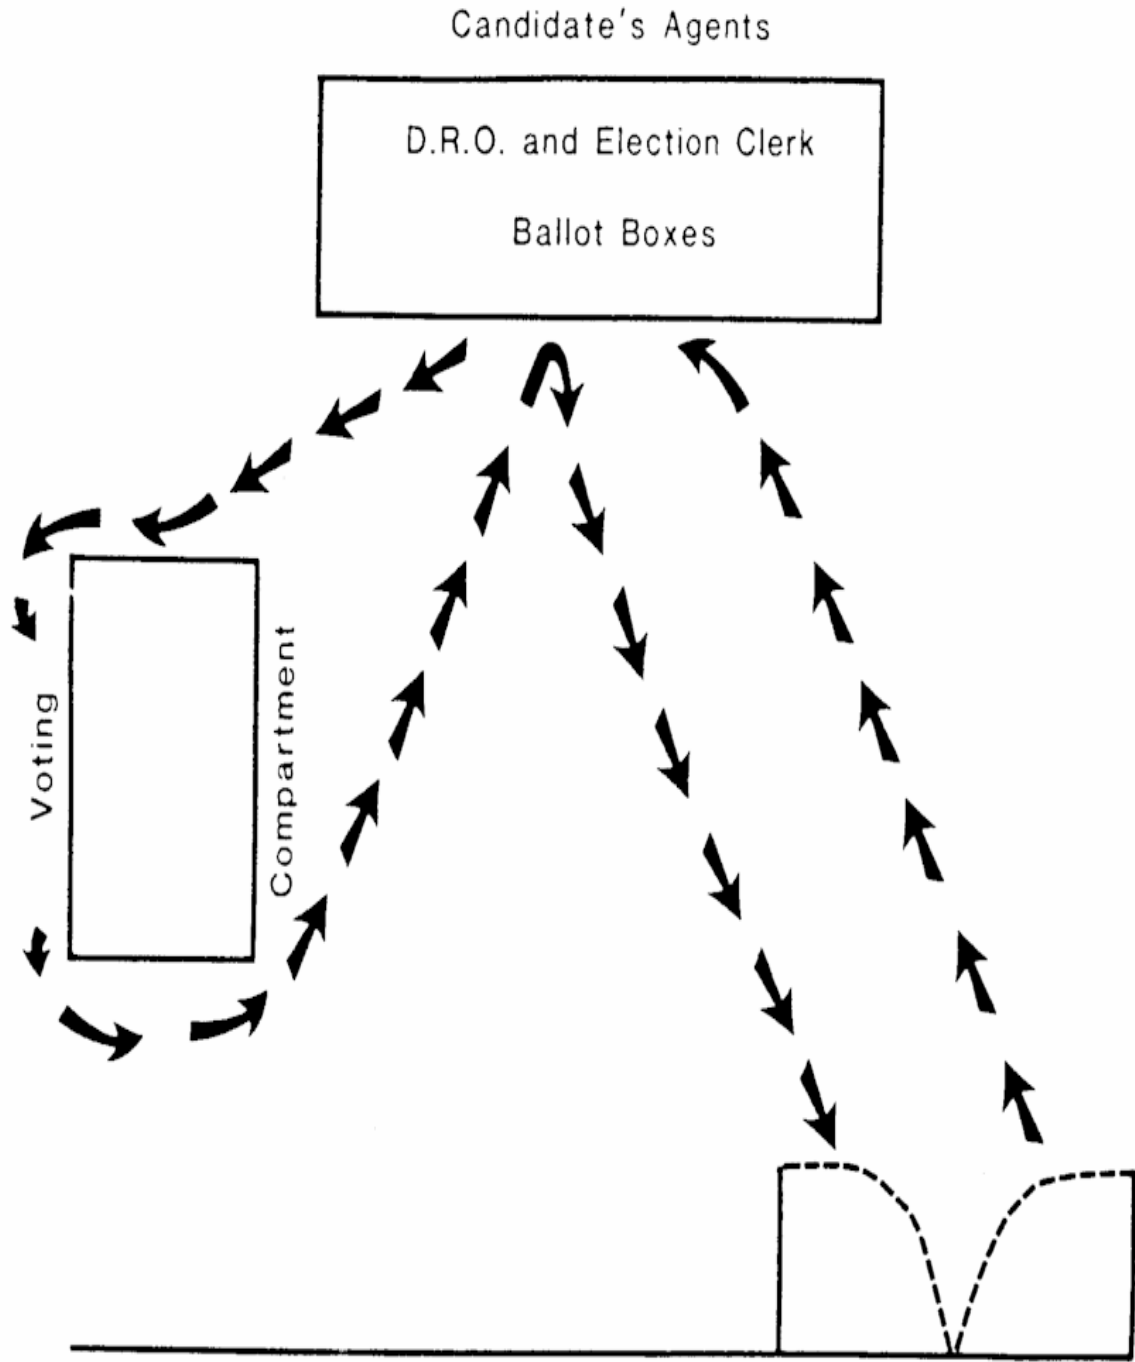 Candidate's Agents
D.R.O. and Election Clerk
Ballot Boxes
Voting
Compartment